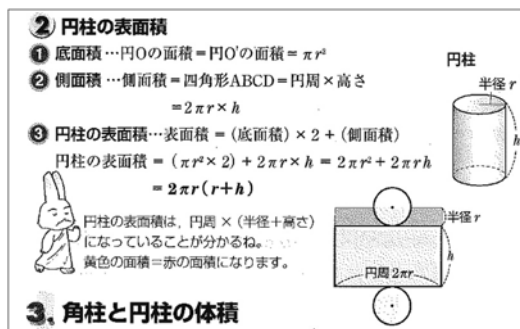 ② 円柱の表面積
❶ 底面積 …円Oの面積＝円O'の面積＝πr²
❷ 側面積 …側面積＝四角形ABCD＝円周×高さ
＝2πr×h
❸ 円柱の表面積…表面積＝(底面積)×2＋(側面積)
円柱の表面積＝(πr²×2)＋2πr×h＝2πr²＋2πrh
＝2πr(r＋h)
円柱の表面積は，円周×(半径＋高さ)
になっていることが分かるね。
黄色の面積＝赤の面積になります。
円柱
半径 r
h
半径 r
h
円周 2πr
3. 角柱と円柱の体積